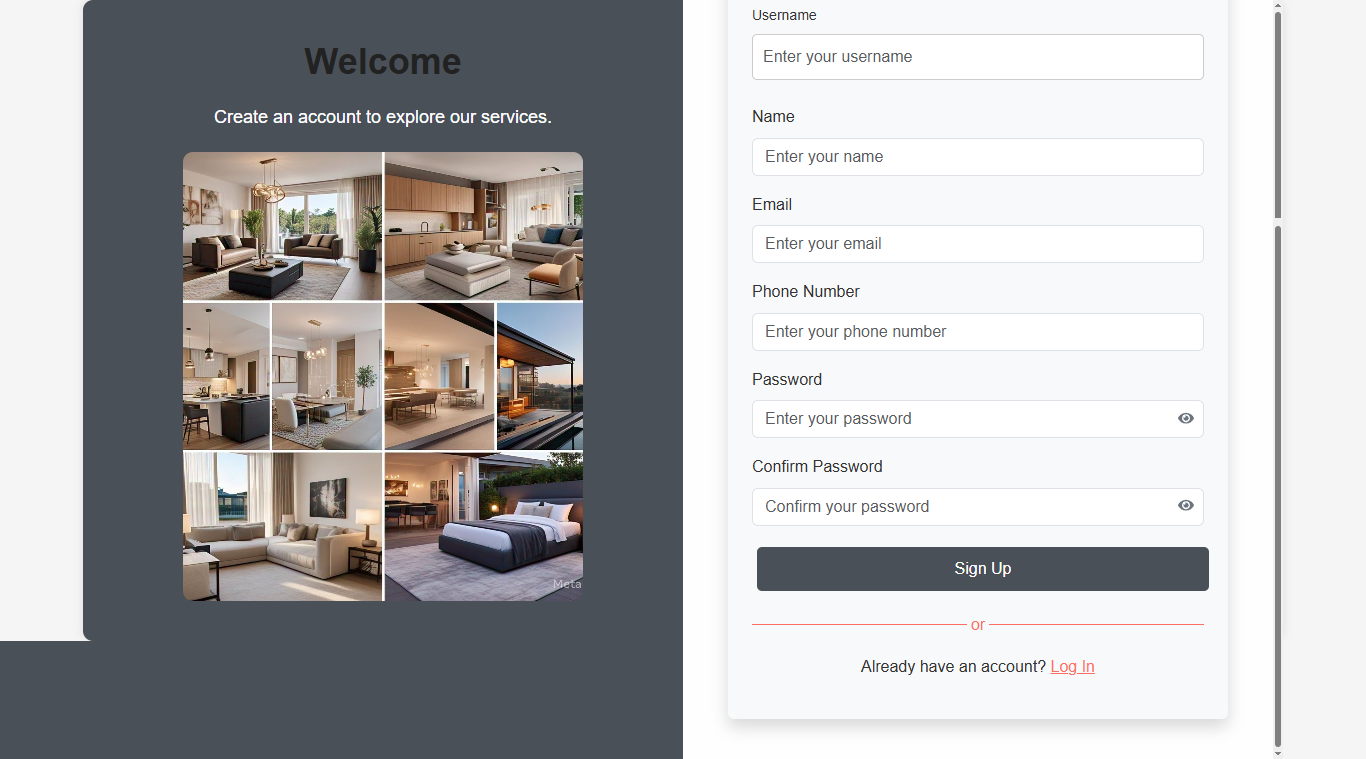 Welcome
Create an account to explore our services.
Meta
Username
Enter your username
Name
Enter your name
Email
Enter your email
Phone Number
Enter your phone number
Password
Enter your password
Confirm Password
Confirm your password
Sign Up
or
Already have an account? Log In